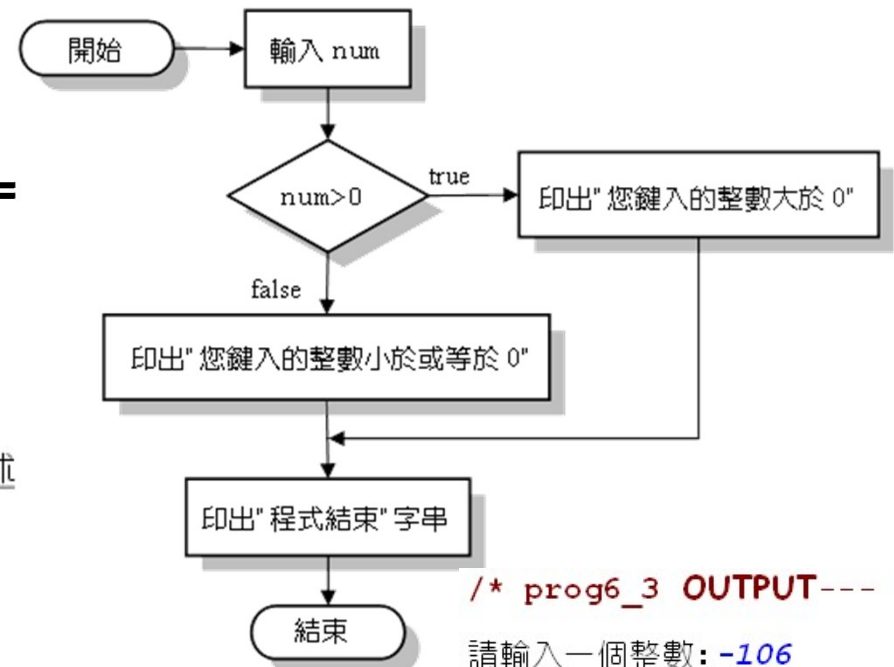 開始
輸入 num
num>0
true
印出"您鍵入的整數大於 0"
false
印出"您鍵入的整數小於或等於 0"
述
印出"程式結束"字串
結束
/* prog6_3 OUTPUT---
請輸入一個整數:-106